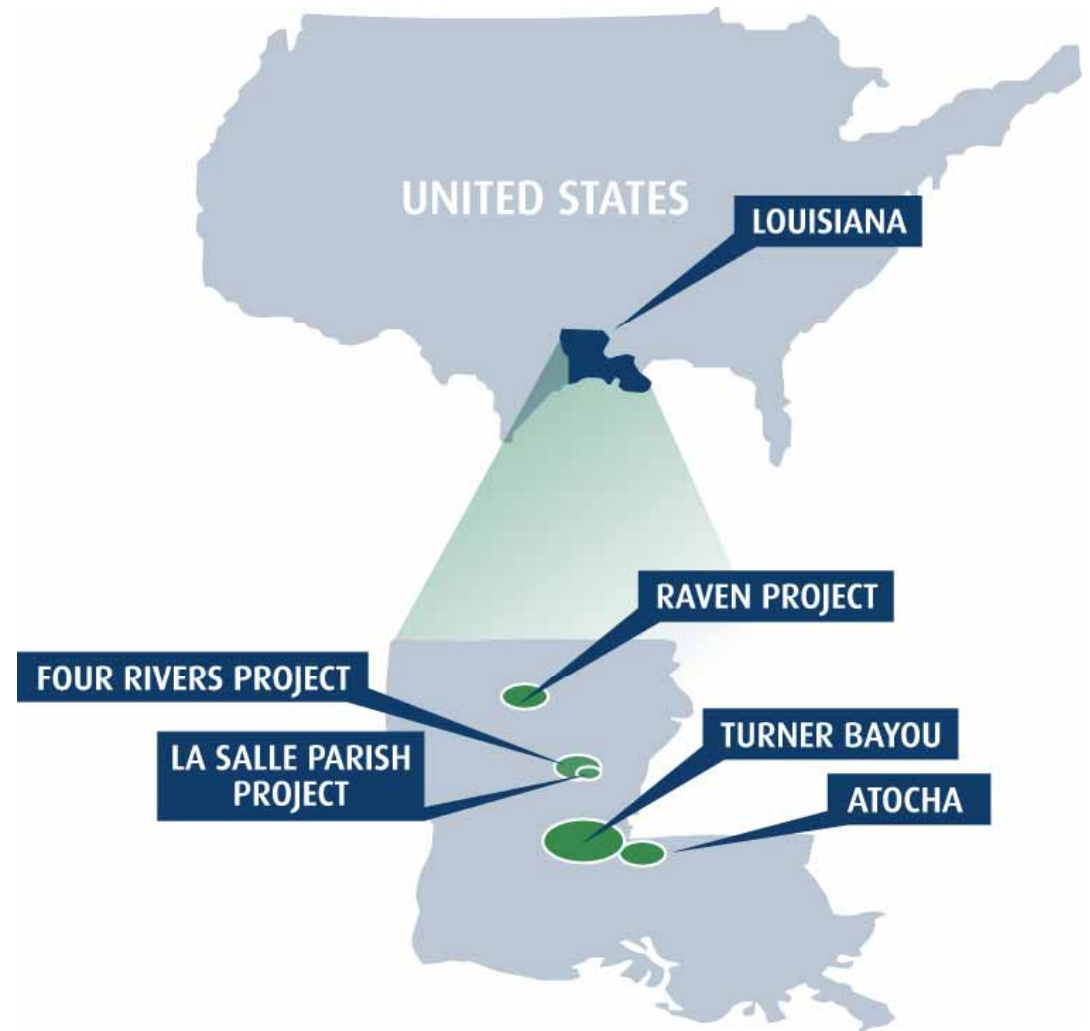 UNITED STATES
LOUISIANA
RAVEN PROJECT
FOUR RIVERS PROJECT
TURNER BAYOU
LA SALLE PARISH
PROJECT
ATOCHA